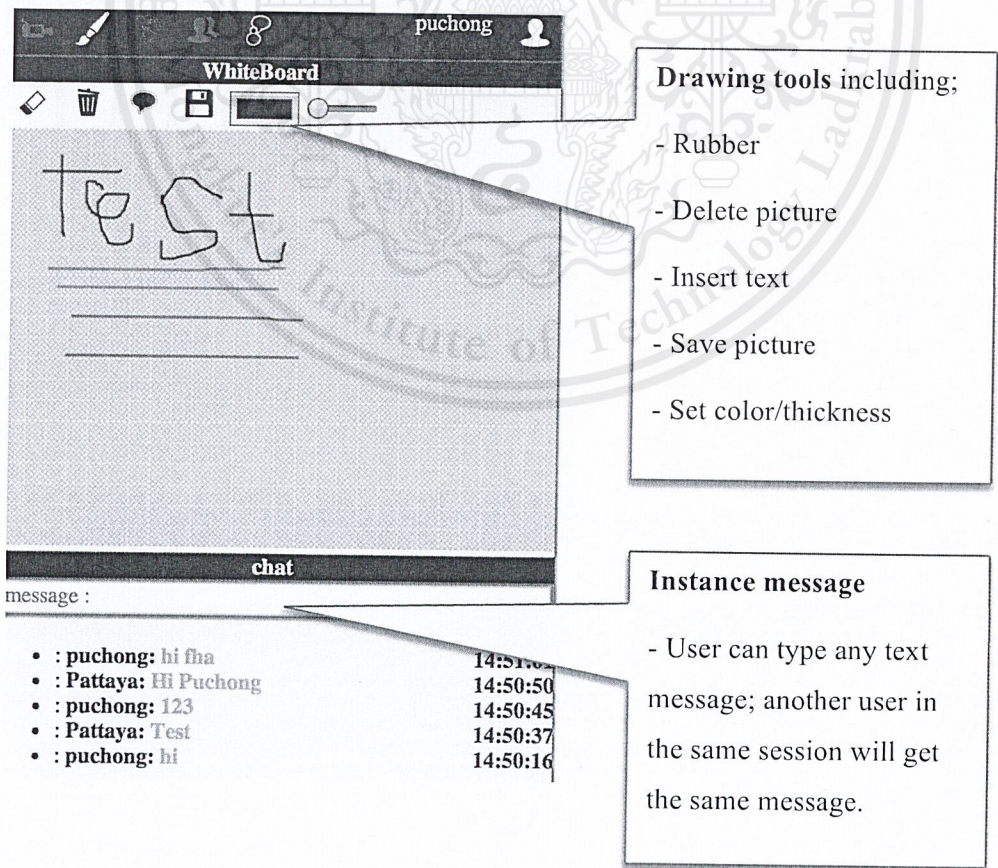 puchong
WhiteBoard
Test
chat
message :
• : puchong: hi fha
• : Pattaya: Hi Puchong 14:50:50
• : puchong: 123 14:50:45
• : Pattaya: Test 14:50:37
• : puchong: hi 14:50:16
Drawing tools including;
- Rubber
- Delete picture
- Insert text
- Save picture
- Set color/thickness
Instance message
- User can type any text
message; another user in
the same session will get
the same message.
Institute of Technology